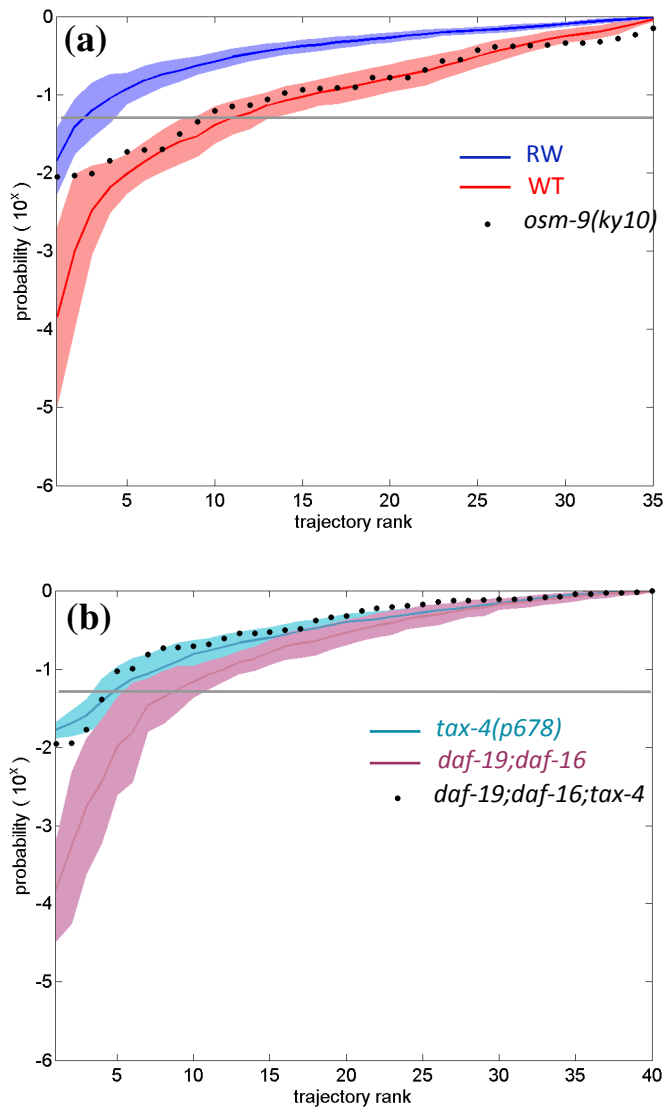 (a)
0
-1
-2
-3
-4
-5
-6
probability ( 10^x )
RW
WT
osm-9(ky10)
5 10 15 20 25 30 35
trajectory rank
(b)
0
-1
-2
-3
-4
-5
-6
probability ( 10^x )
tax-4(p678)
daf-19;daf-16
daf-19;daf-16;tax-4
5 10 15 20 25 30 35 40
trajectory rank